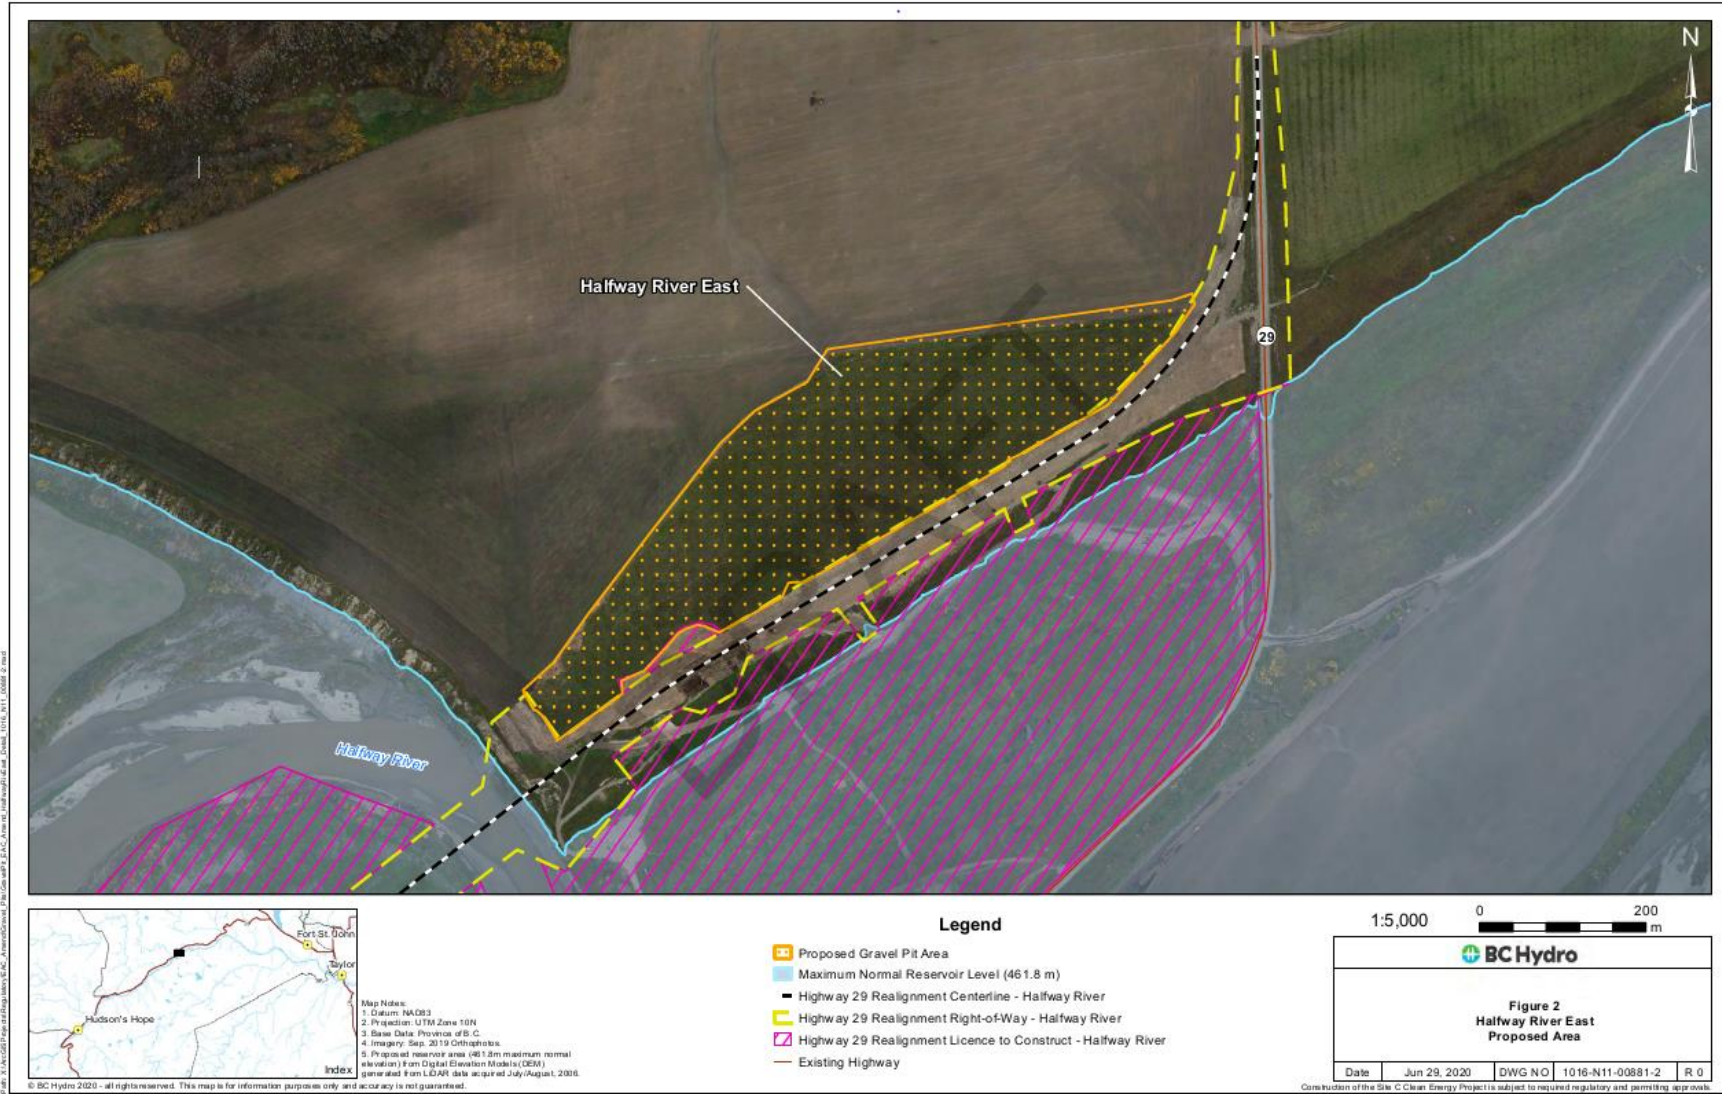 N
Halfway River East
29
Halfway River
Fort St. John
Taylor
Hudson's Hope
Index
Map Notes:
1. Datum: NAD83
2. Projection: UTM Zone 10N
3. Base Data: Province of B.C.
4. Imagery: Sep. 2019 Orthophotos.
5. Proposed reservoir area (461.8m maximum normal
elevation) from Digital Elevation Models (DEM)
generated from LiDAR data acquired July/August, 2006.
© BC Hydro 2020 - all rights reserved. This map is for information purposes only and accuracy is not guaranteed.
Legend
Proposed Gravel Pit Area
Maximum Normal Reservoir Level (461.8 m)
Highway 29 Realignment Centerline - Halfway River
Highway 29 Realignment Right-of-Way - Halfway River
Highway 29 Realignment Licence to Construct - Halfway River
Existing Highway
1:5,000
0 200
m
BC Hydro
Figure 2
Halfway River East
Proposed Area
Date Jun 29, 2020 DWG NO 1016-N11-00881-2 R 0
Construction of the Site C Clean Energy Project is subject to required regulatory and permitting approvals.